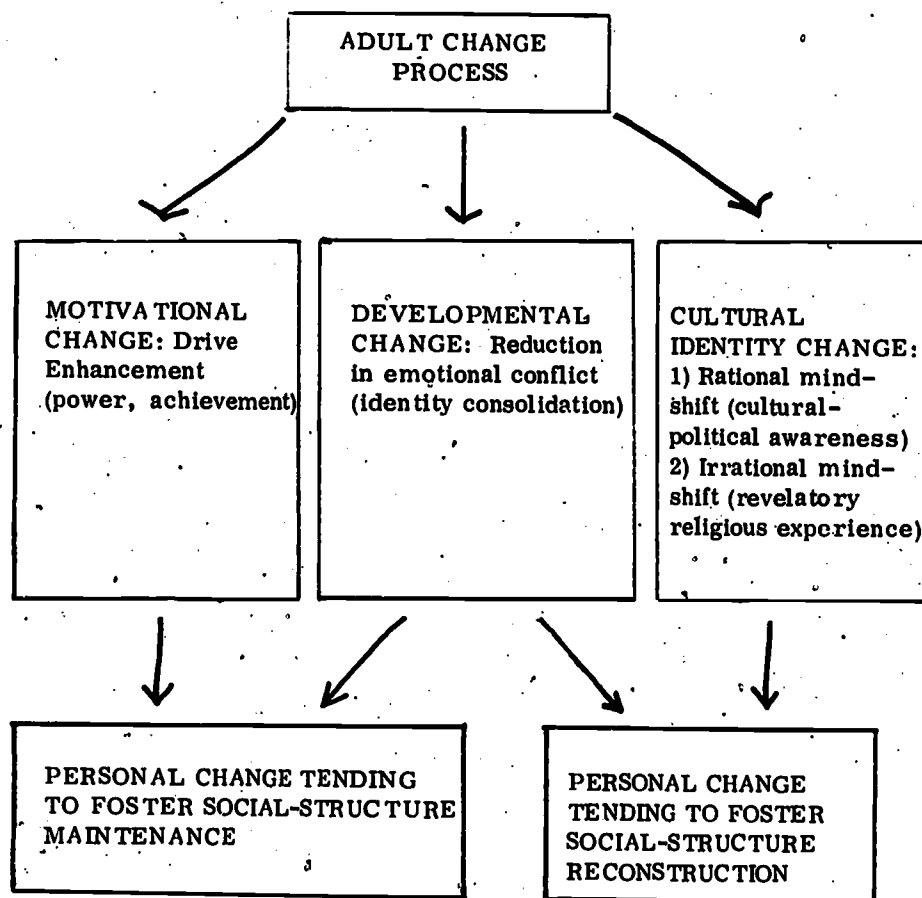 ADULT CHANGE
PROCESS
MOTIVATIONAL
CHANGE: Drive
Enhancement
(power, achievement)
DEVELOPMENTAL
CHANGE: Reduction
in emotional conflict
(identity consolidation)
CULTURAL
IDENTITY CHANGE:
1) Rational mind-
shift (cultural-
political awareness)
2) Irrational mind-
shift (revelatory
religious experience)
PERSONAL CHANGE TENDING
TO FOSTER SOCIAL-STRUCTURE
MAINTENANCE
PERSONAL CHANGE
TENDING TO FOSTER
SOCIAL-STRUCTURE
RECONSTRUCTION